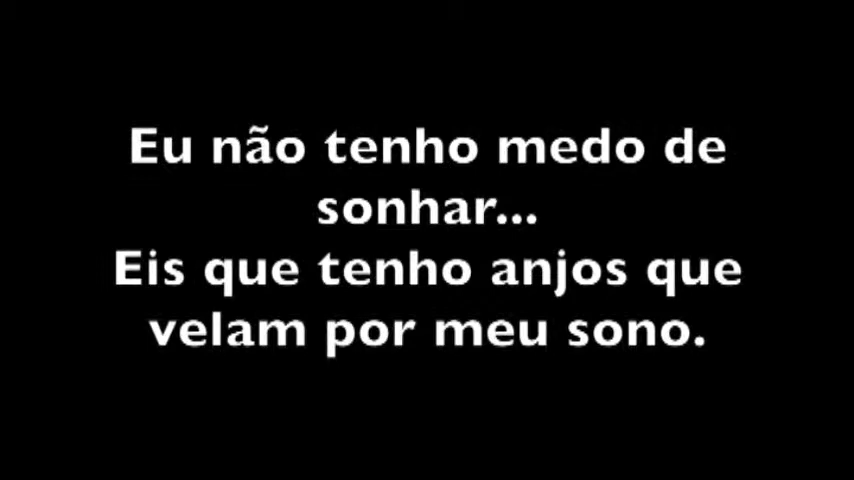 Eu não tenho medo de
sonhar...
Eis que tenho anjos que
velam por meu sono.